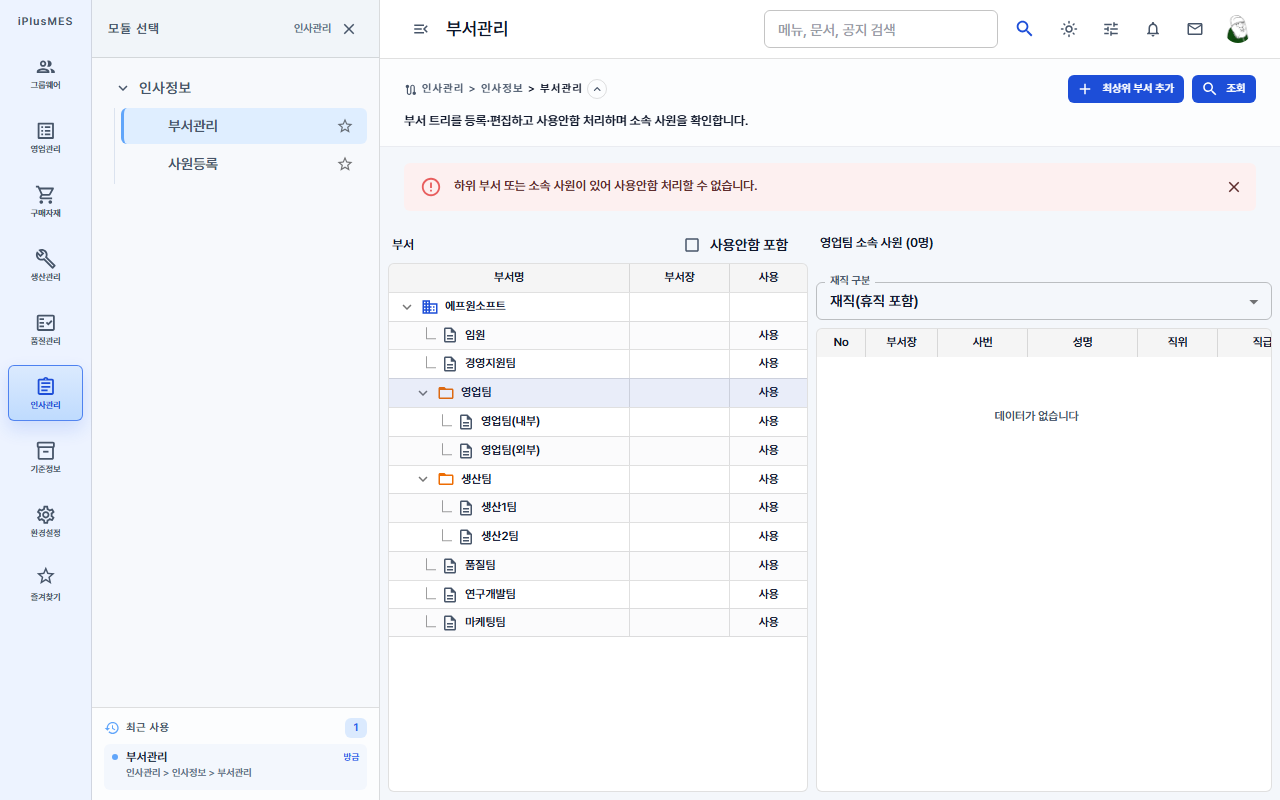 iPlusMES
그룹웨어
영업관리
구매자재
생산관리
품질관리
인사관리
기준정보
환경설정
즐겨찾기
모듈 선택
인사관리
인사정보
부서관리
사원등록
최근 사용
1
부서관리
방금
인사관리 > 인사정보 > 부서관리
부서관리
메뉴, 문서, 공지 검색
인사관리 > 인사정보 > 부서관리
최상위 부서 추가
조회
부서 트리를 등록·편집하고 사용안함 처리하며 소속 사원을 확인합니다.
하위 부서 또는 소속 사원이 있어 사용안함 처리할 수 없습니다.
부서
사용안함 포함
부서명 부서장 사용
에프원소프트
임원 사용
경영지원팀 사용
영업팀 사용
영업팀(내부) 사용
영업팀(외부) 사용
생산팀 사용
생산1팀 사용
생산2팀 사용
품질팀 사용
연구개발팀 사용
마케팅팀 사용
영업팀 소속 사원 (0명)
재직 구분
재직(휴직 포함)
No 부서장 사번 성명 직위 직급
데이터가 없습니다